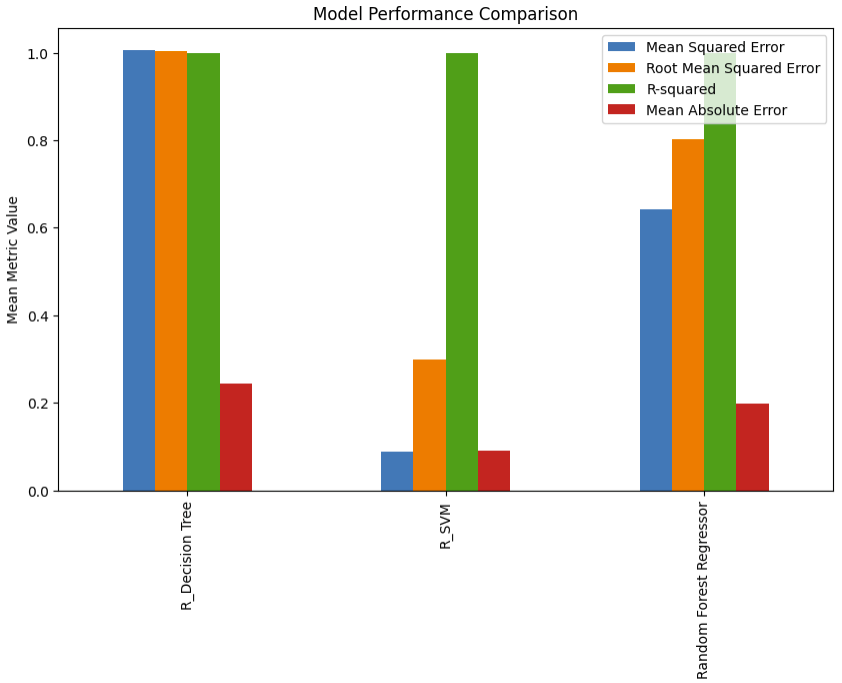 Model Performance Comparison
Mean Squared Error
Root Mean Squared Error
R-squared
Mean Absolute Error
Mean Metric Value
1.0
0.8
0.6
0.4
0.2
0.0
R_Decision Tree
R_SVM
Random Forest Regressor